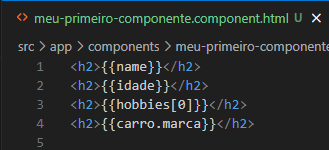 meu-primeiro-componente.component.html U
src > app > components > meu-primeiro-componente
1 <h2>{{name}}</h2>
2 <h2>{{idade}}</h2>
3 <h2>{{hobbies[0]}}</h2>
4 <h2>{{carro.marca}}</h2>
5